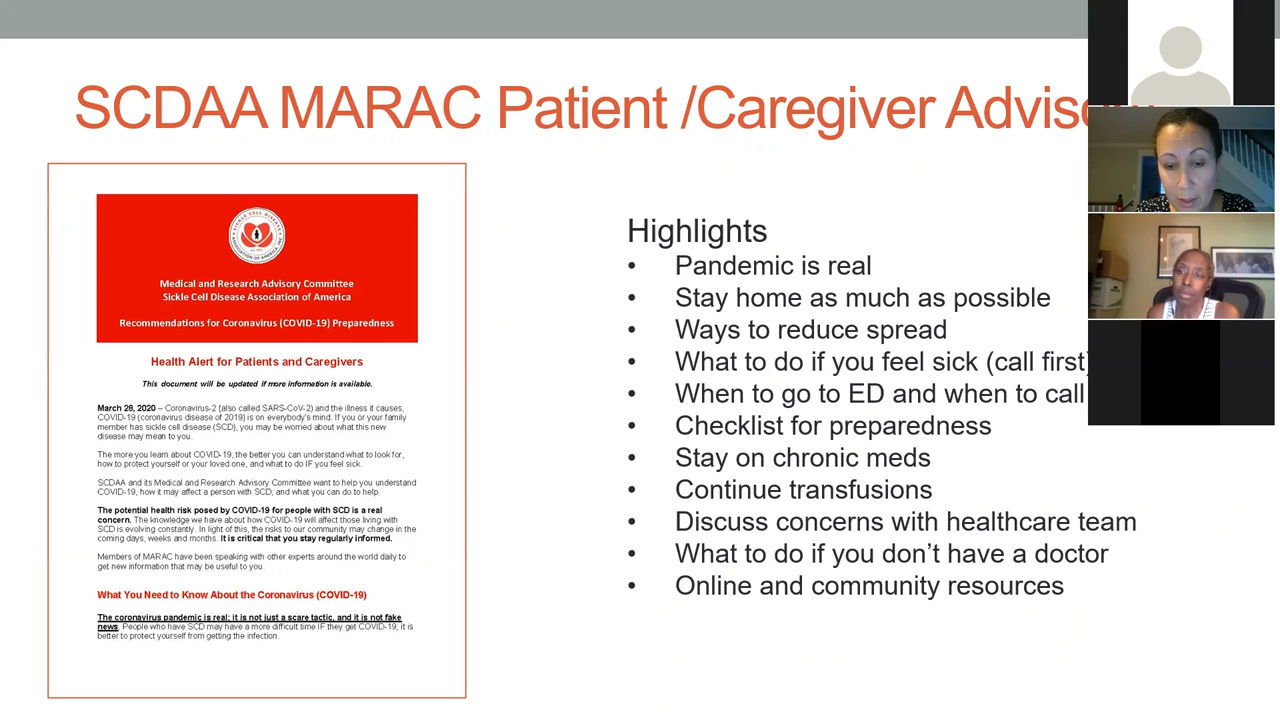 SCDAA MARAC Patient /Caregiver
Medical and Research Advisory Committee
Sickle Cell Disease Association of America
Recommendations for Coronavirus (COVID-19) Preparedness
Health Alert for Patients and Caregivers
This document will be updated if more information is available.
March 28, 2020 – Coronavirus-2 (also called SARS-CoV-2) and the illness it causes,
COVID-19 (coronavirus disease of 2019) is on everybody's mind. If you or your family
member has sickle cell disease (SCD), you may be worried about what this new
disease may mean to you.
The more you learn about COVID-19, the better you can understand what to look for,
how to protect yourself or your loved one, and what to do IF you feel sick.
SCDAA and its Medical and Research Advisory Committee want to help you understand
COVID-19, how it may affect a person with SCD, and what you can do to help.
The potential health risk posed by COVID-19 for people with SCD is a real
concern. The knowledge we have about how COVID-19 will affect those living with
SCD is evolving constantly. In light of this, the risks to our community may change in the
coming days, weeks and months. It is critical that you stay regularly informed.
Members of MARAC have been speaking with other experts around the world daily to
get new information that may be useful to you.
What You Need to Know About the Coronavirus (COVID-19)
The coronavirus pandemic is real; it is not just a scare tactic, and it is not fake
news. People who have SCD may have a more difficult time IF they get COVID-19; it is
better to protect yourself from getting the infection.
Highlights
• Pandemic is real
• Stay home as much as possible
• Ways to reduce spread
• What to do if you feel sick (call first)
• When to go to ED and when to call
• Checklist for preparedness
• Stay on chronic meds
• Continue transfusions
• Discuss concerns with healthcare team
• What to do if you don't have a doctor
• Online and community resources